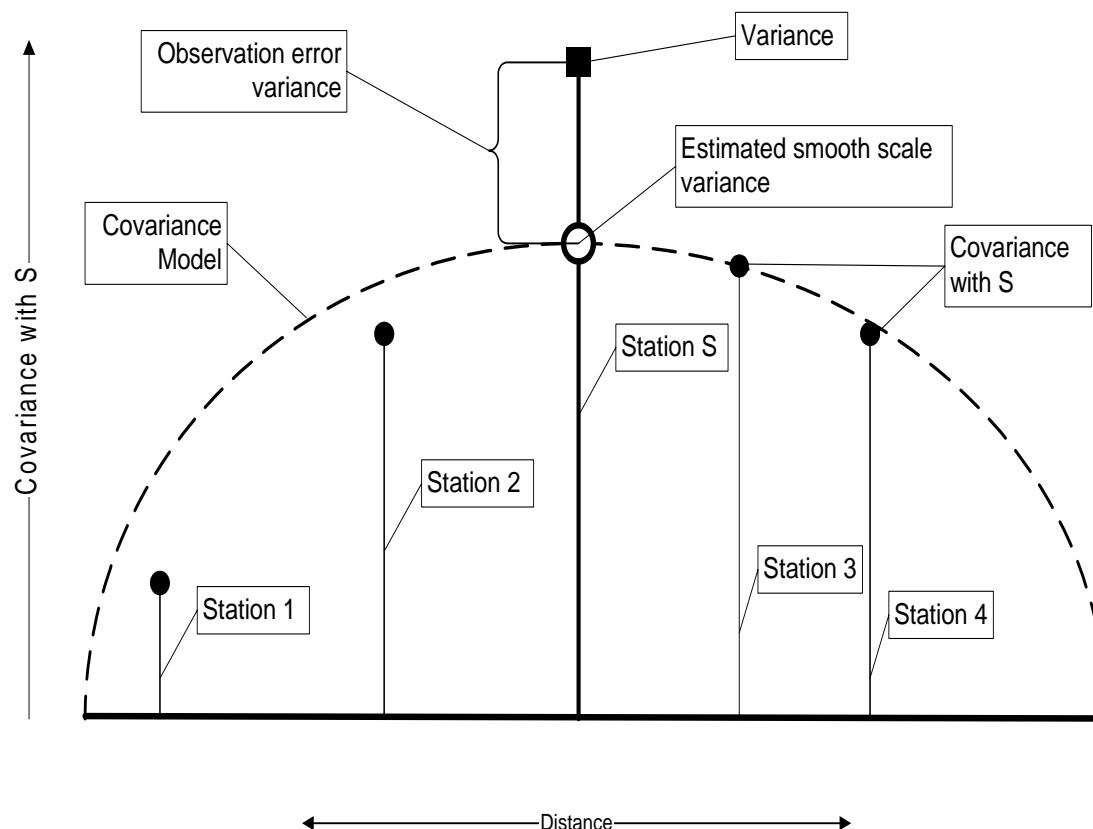 Variance
Observation error
variance
Estimated smooth scale
variance
Covariance
Model
Covariance
with S
Covariance with S
Station S
Station 2
Station 3
Station 1
Station 4
Distance